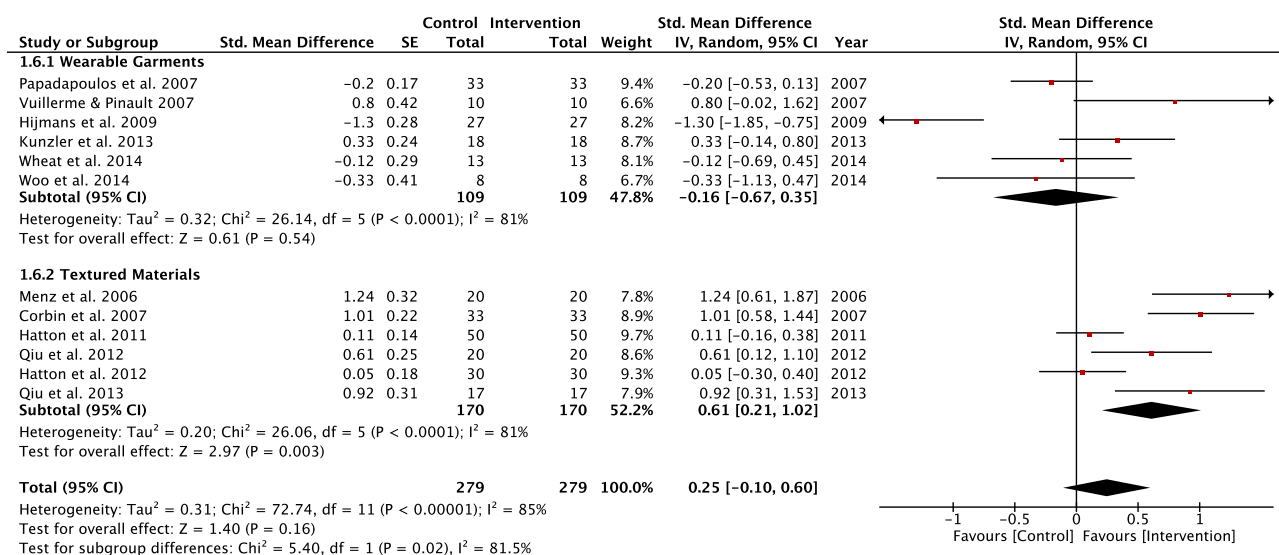 Control Intervention Std. Mean Difference Std. Mean Difference
Study or Subgroup Std. Mean Difference SE Total Total Weight IV, Random, 95% CI Year IV, Random, 95% CI
1.6.1 Wearable Garments
Papadapoulos et al. 2007 −0.2 0.17 33 33 9.4% −0.20 [−0.53, 0.13] 2007
Vuillerme & Pinault 2007 0.8 0.42 10 10 6.6% 0.80 [−0.02, 1.62] 2007
Hijmans et al. 2009 −1.3 0.28 27 27 8.2% −1.30 [−1.85, −0.75] 2009
Kunzler et al. 2013 0.33 0.24 18 18 8.7% 0.33 [−0.14, 0.80] 2013
Wheat et al. 2014 −0.12 0.29 13 13 8.1% −0.12 [−0.69, 0.45] 2014
Woo et al. 2014 −0.33 0.41 8 8 6.7% −0.33 [−1.13, 0.47] 2014
Subtotal (95% CI) 109 109 47.8% −0.16 [−0.67, 0.35]
Heterogeneity: Tau² = 0.32; Chi² = 26.14, df = 5 (P < 0.0001); I² = 81%
Test for overall effect: Z = 0.61 (P = 0.54)
1.6.2 Textured Materials
Menz et al. 2006 1.24 0.32 20 20 7.8% 1.24 [0.61, 1.87] 2006
Corbin et al. 2007 1.01 0.22 33 33 8.9% 1.01 [0.58, 1.44] 2007
Hatton et al. 2011 0.11 0.14 50 50 9.7% 0.11 [−0.16, 0.38] 2011
Qiu et al. 2012 0.61 0.25 20 20 8.6% 0.61 [0.12, 1.10] 2012
Hatton et al. 2012 0.05 0.18 30 30 9.3% 0.05 [−0.30, 0.40] 2012
Qiu et al. 2013 0.92 0.31 17 17 7.9% 0.92 [0.31, 1.53] 2013
Subtotal (95% CI) 170 170 52.2% 0.61 [0.21, 1.02]
Heterogeneity: Tau² = 0.20; Chi² = 26.06, df = 5 (P < 0.0001); I² = 81%
Test for overall effect: Z = 2.97 (P = 0.003)
Total (95% CI) 279 279 100.0% 0.25 [−0.10, 0.60]
Heterogeneity: Tau² = 0.31; Chi² = 72.74, df = 11 (P < 0.00001); I² = 85%
Test for overall effect: Z = 1.40 (P = 0.16)
Test for subgroup differences: Chi² = 5.40, df = 1 (P = 0.02), I² = 81.5%
−1 −0.5 0 0.5 1
Favours [Control] Favours [Intervention]